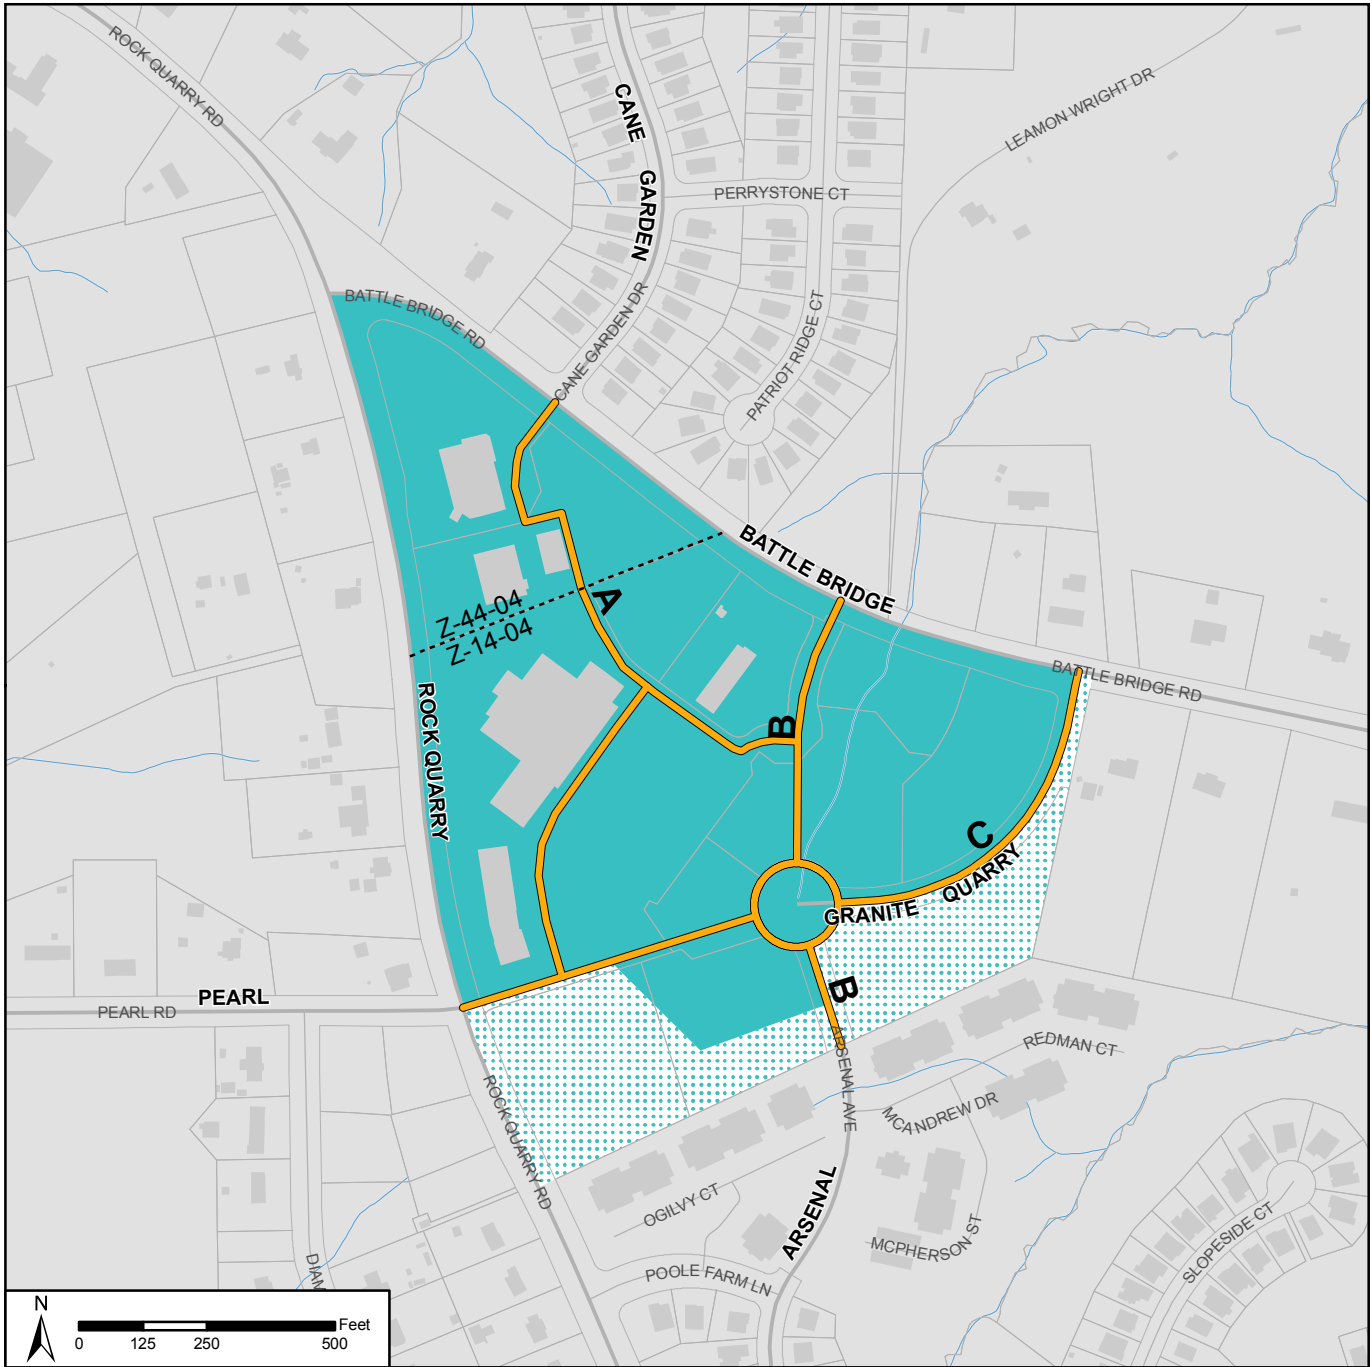 ROCK QUARRY RD
CANE
GARDEN
LEAMON WRIGHT DR
PERRYSTONE CT
BATTLE BRIDGE RD
CANE GARDEN DR
PATRIOT RIDGE CT
BATTLE BRIDGE
Z-44-04
Z-14-04
A
BATTLE BRIDGE RD
ROCK QUARRY
B
C
GRANITE QUARRY
PEARL
PEARL RD
B
ARSENAL AVE
REDMAN CT
ROCK QUARRY RD
MCANDREW DR
OGILVY CT
ARSENAL
MCPHERSON ST
SLOPESIDE CT
POOLE FARM LN
DIAM
N
Feet
0 125 250 500